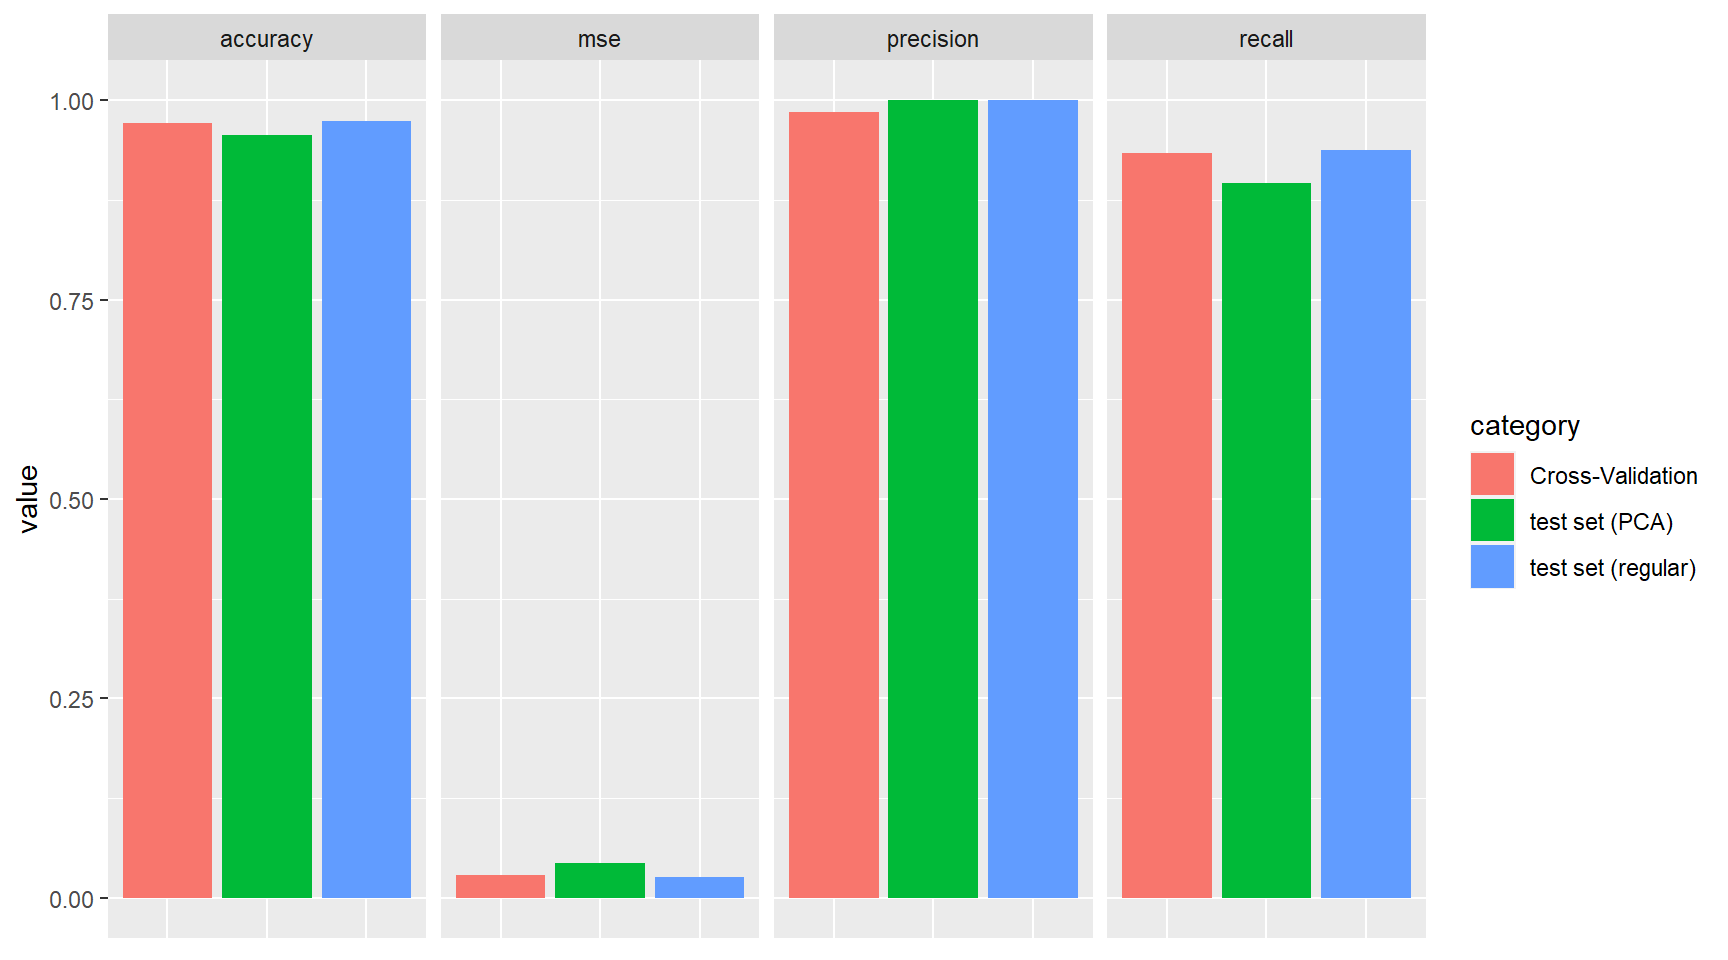 accuracy
mse
precision
recall
1.00
0.75
0.50
0.25
0.00
value
category
Cross-Validation
test set (PCA)
test set (regular)